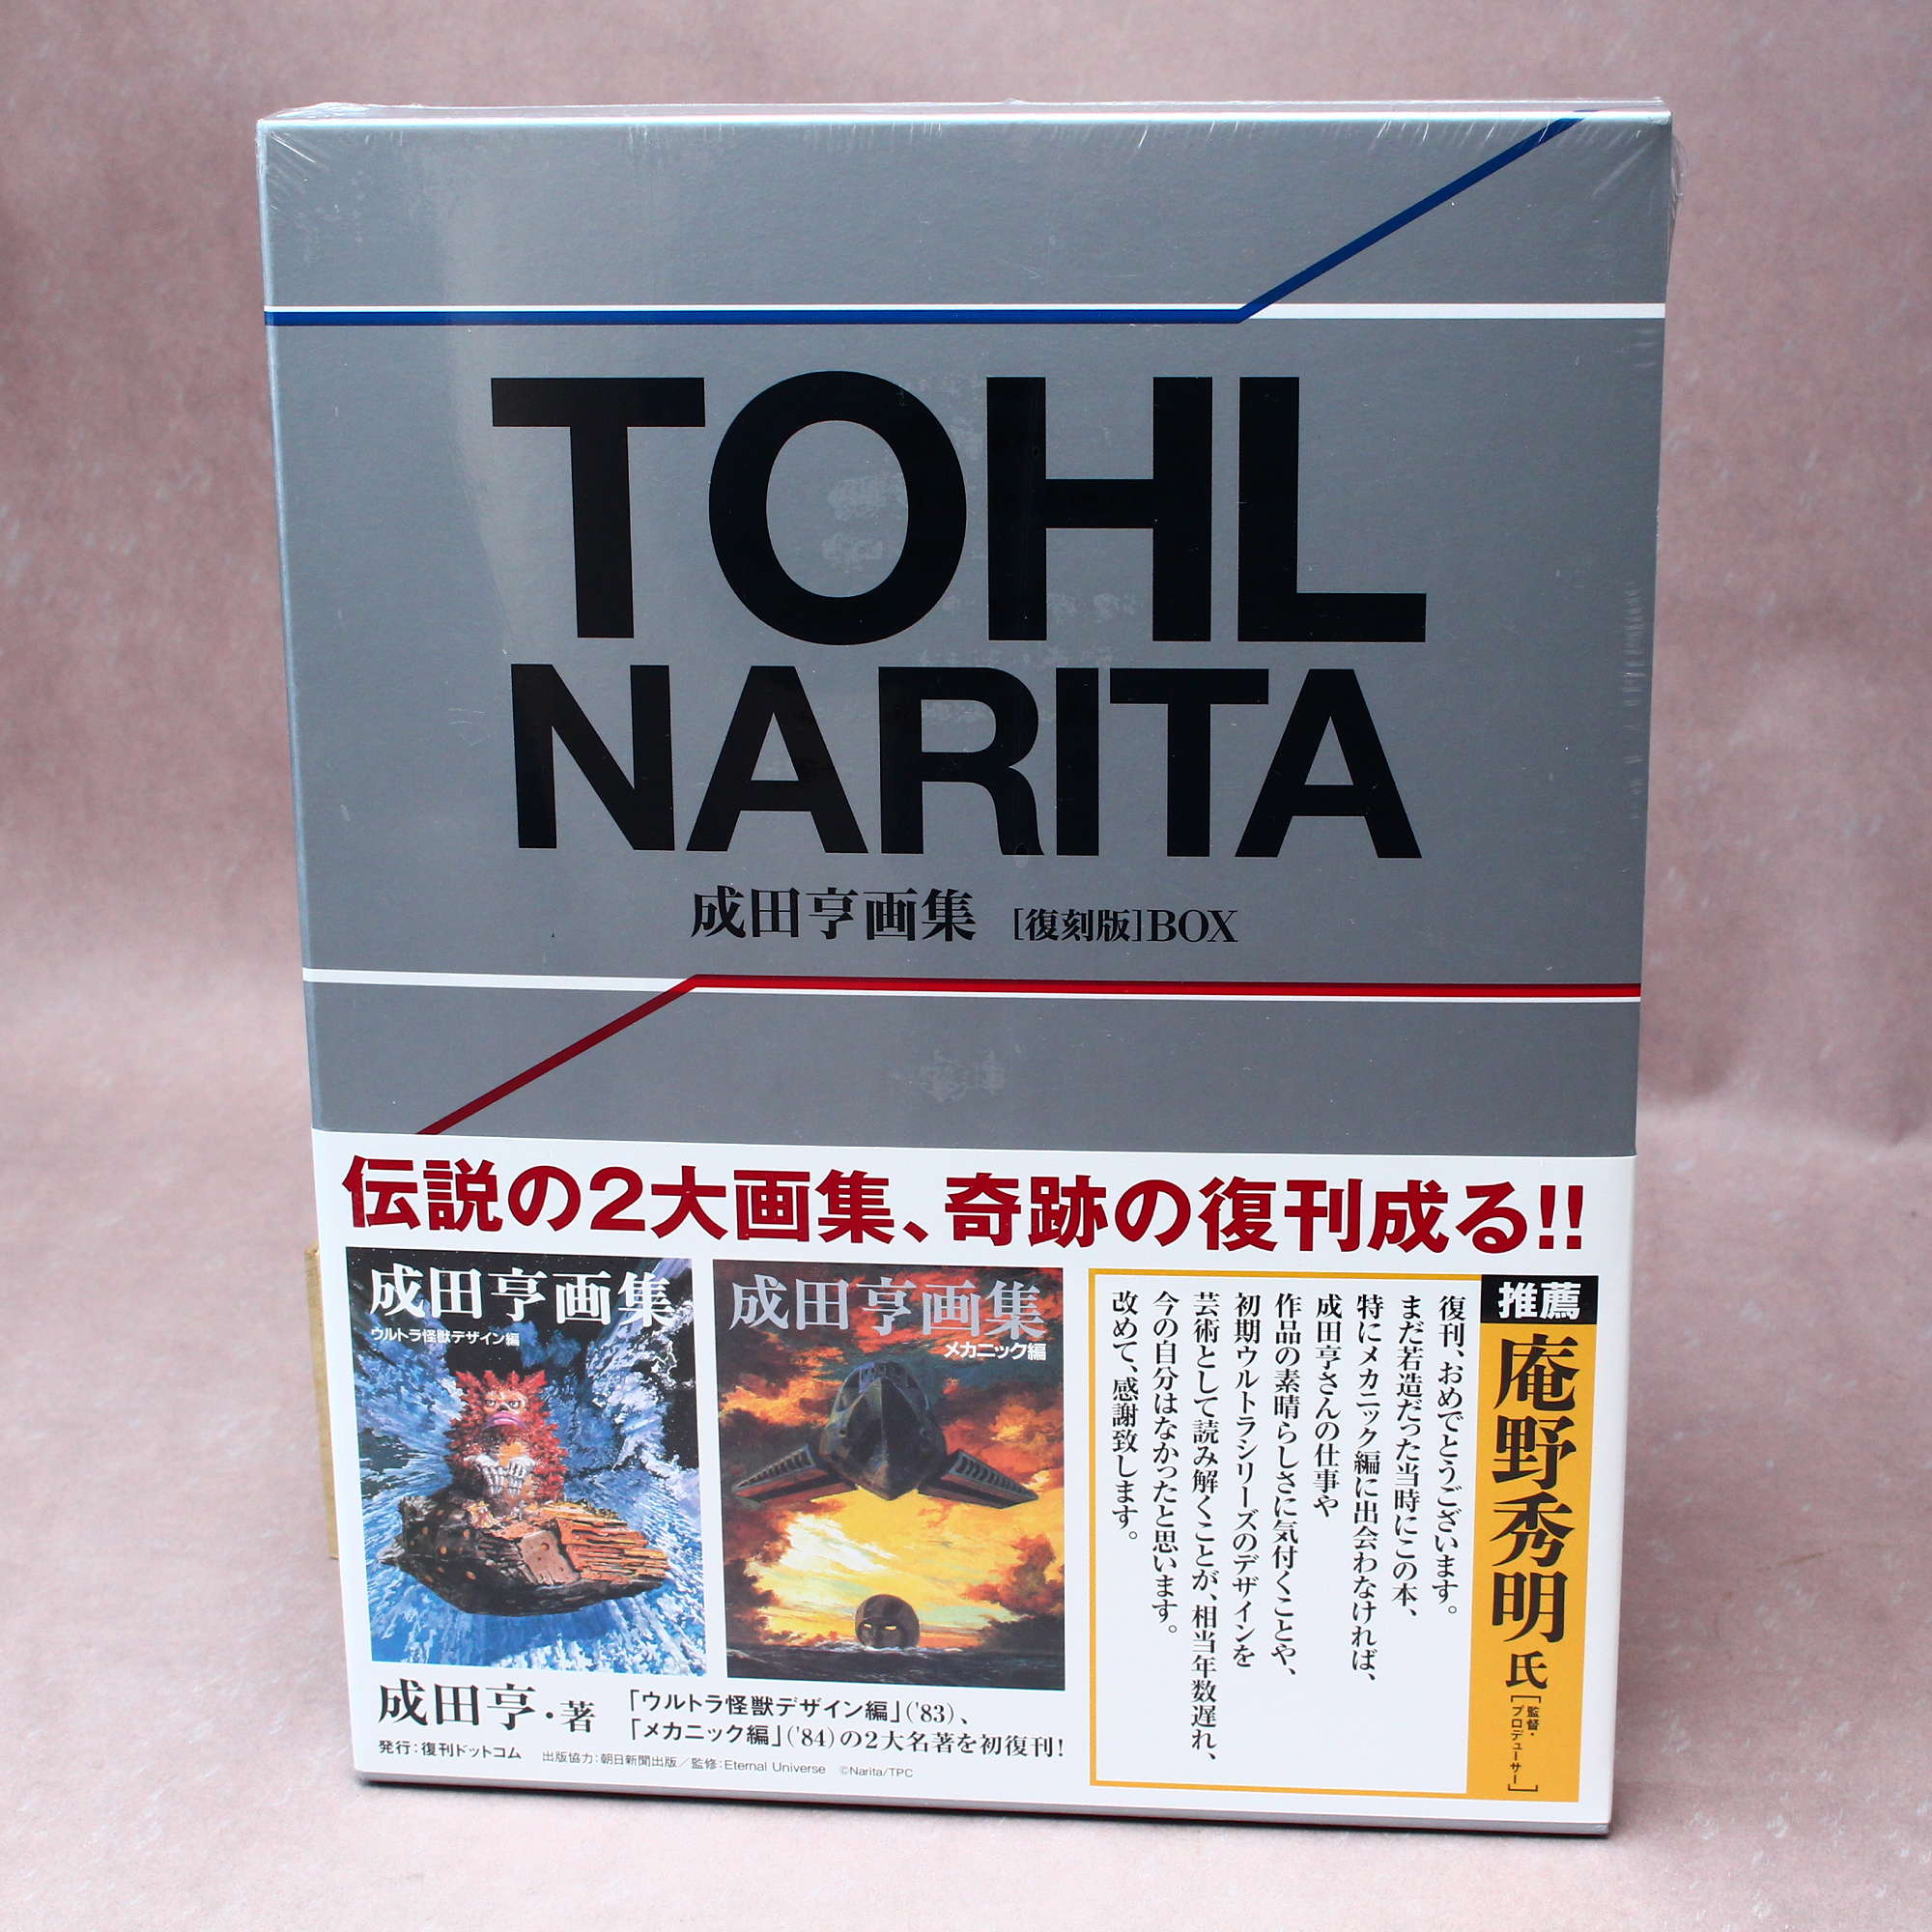 TOHL
NARITA
成田亨画集 [復刻版]BOX
伝説の2大画集、奇跡の復刊成る!!
成田亨画集
ウルトラ怪獣デザイン編
成田亨画集
メカニック編
推薦
庵野秀明氏
[監督・プロデューサー]
復刊、おめでとうございます。
まだ若造だった当時にこの本、
特にメカニック編に出会わなければ、
成田亨さんの仕事や
作品の素晴らしさに気付くことや、
初期ウルトラシリーズのデザインを
芸術として読み解くことが、相当年数遅れ、
今の自分はなかったと思います。
改めて、感謝致します。
成田亨・著
「ウルトラ怪獣デザイン編」('83)、
「メカニック編」('84)の2大名著を初復刊!
発行:復刊ドットコム 出版協力:朝日新聞出版/監修:Eternal Universe ©Narita/TPC